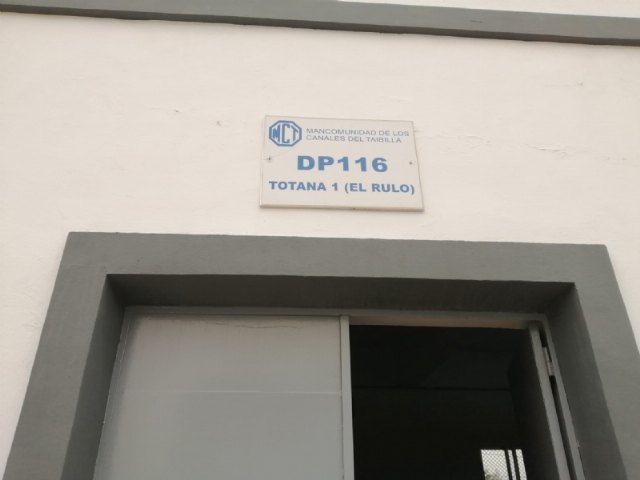 MCT
MANCOMUNIDAD DE LOS
CANALES DEL TAIBILLA
DP116
TOTANA 1 (EL RULO)